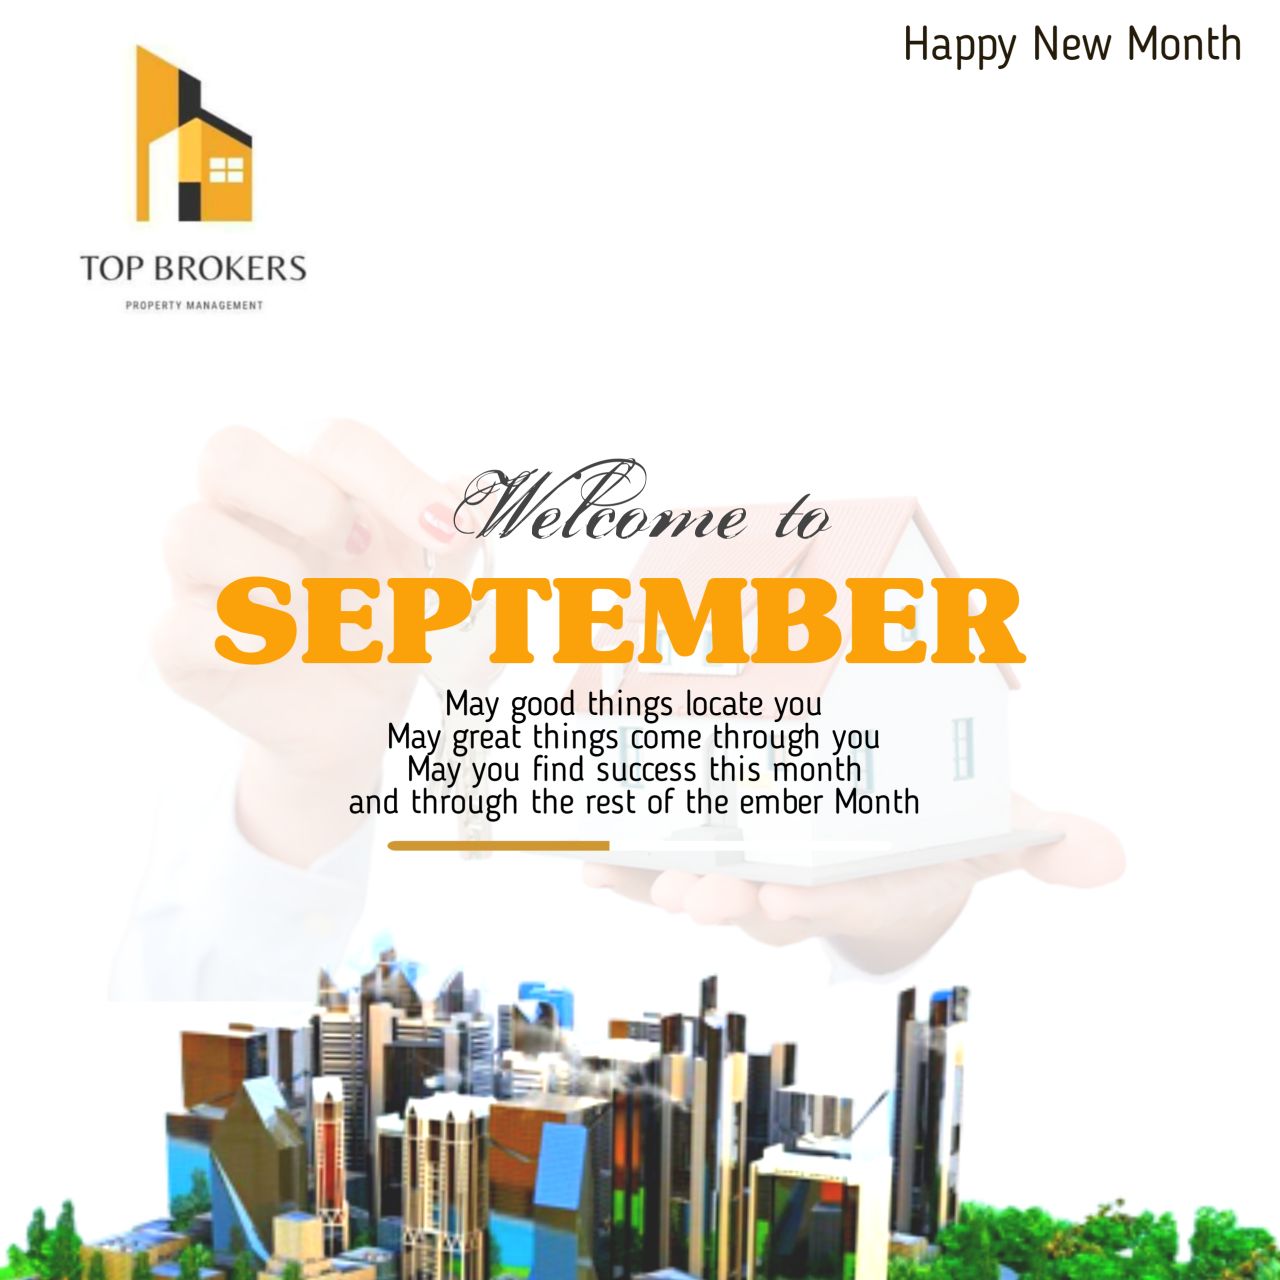 Happy New Month
TOP BROKERS
PROPERTY MANAGEMENT
Welcome to
SEPTEMBER
May good things locate you
May great things come through you
May you find success this month
and through the rest of the ember Month